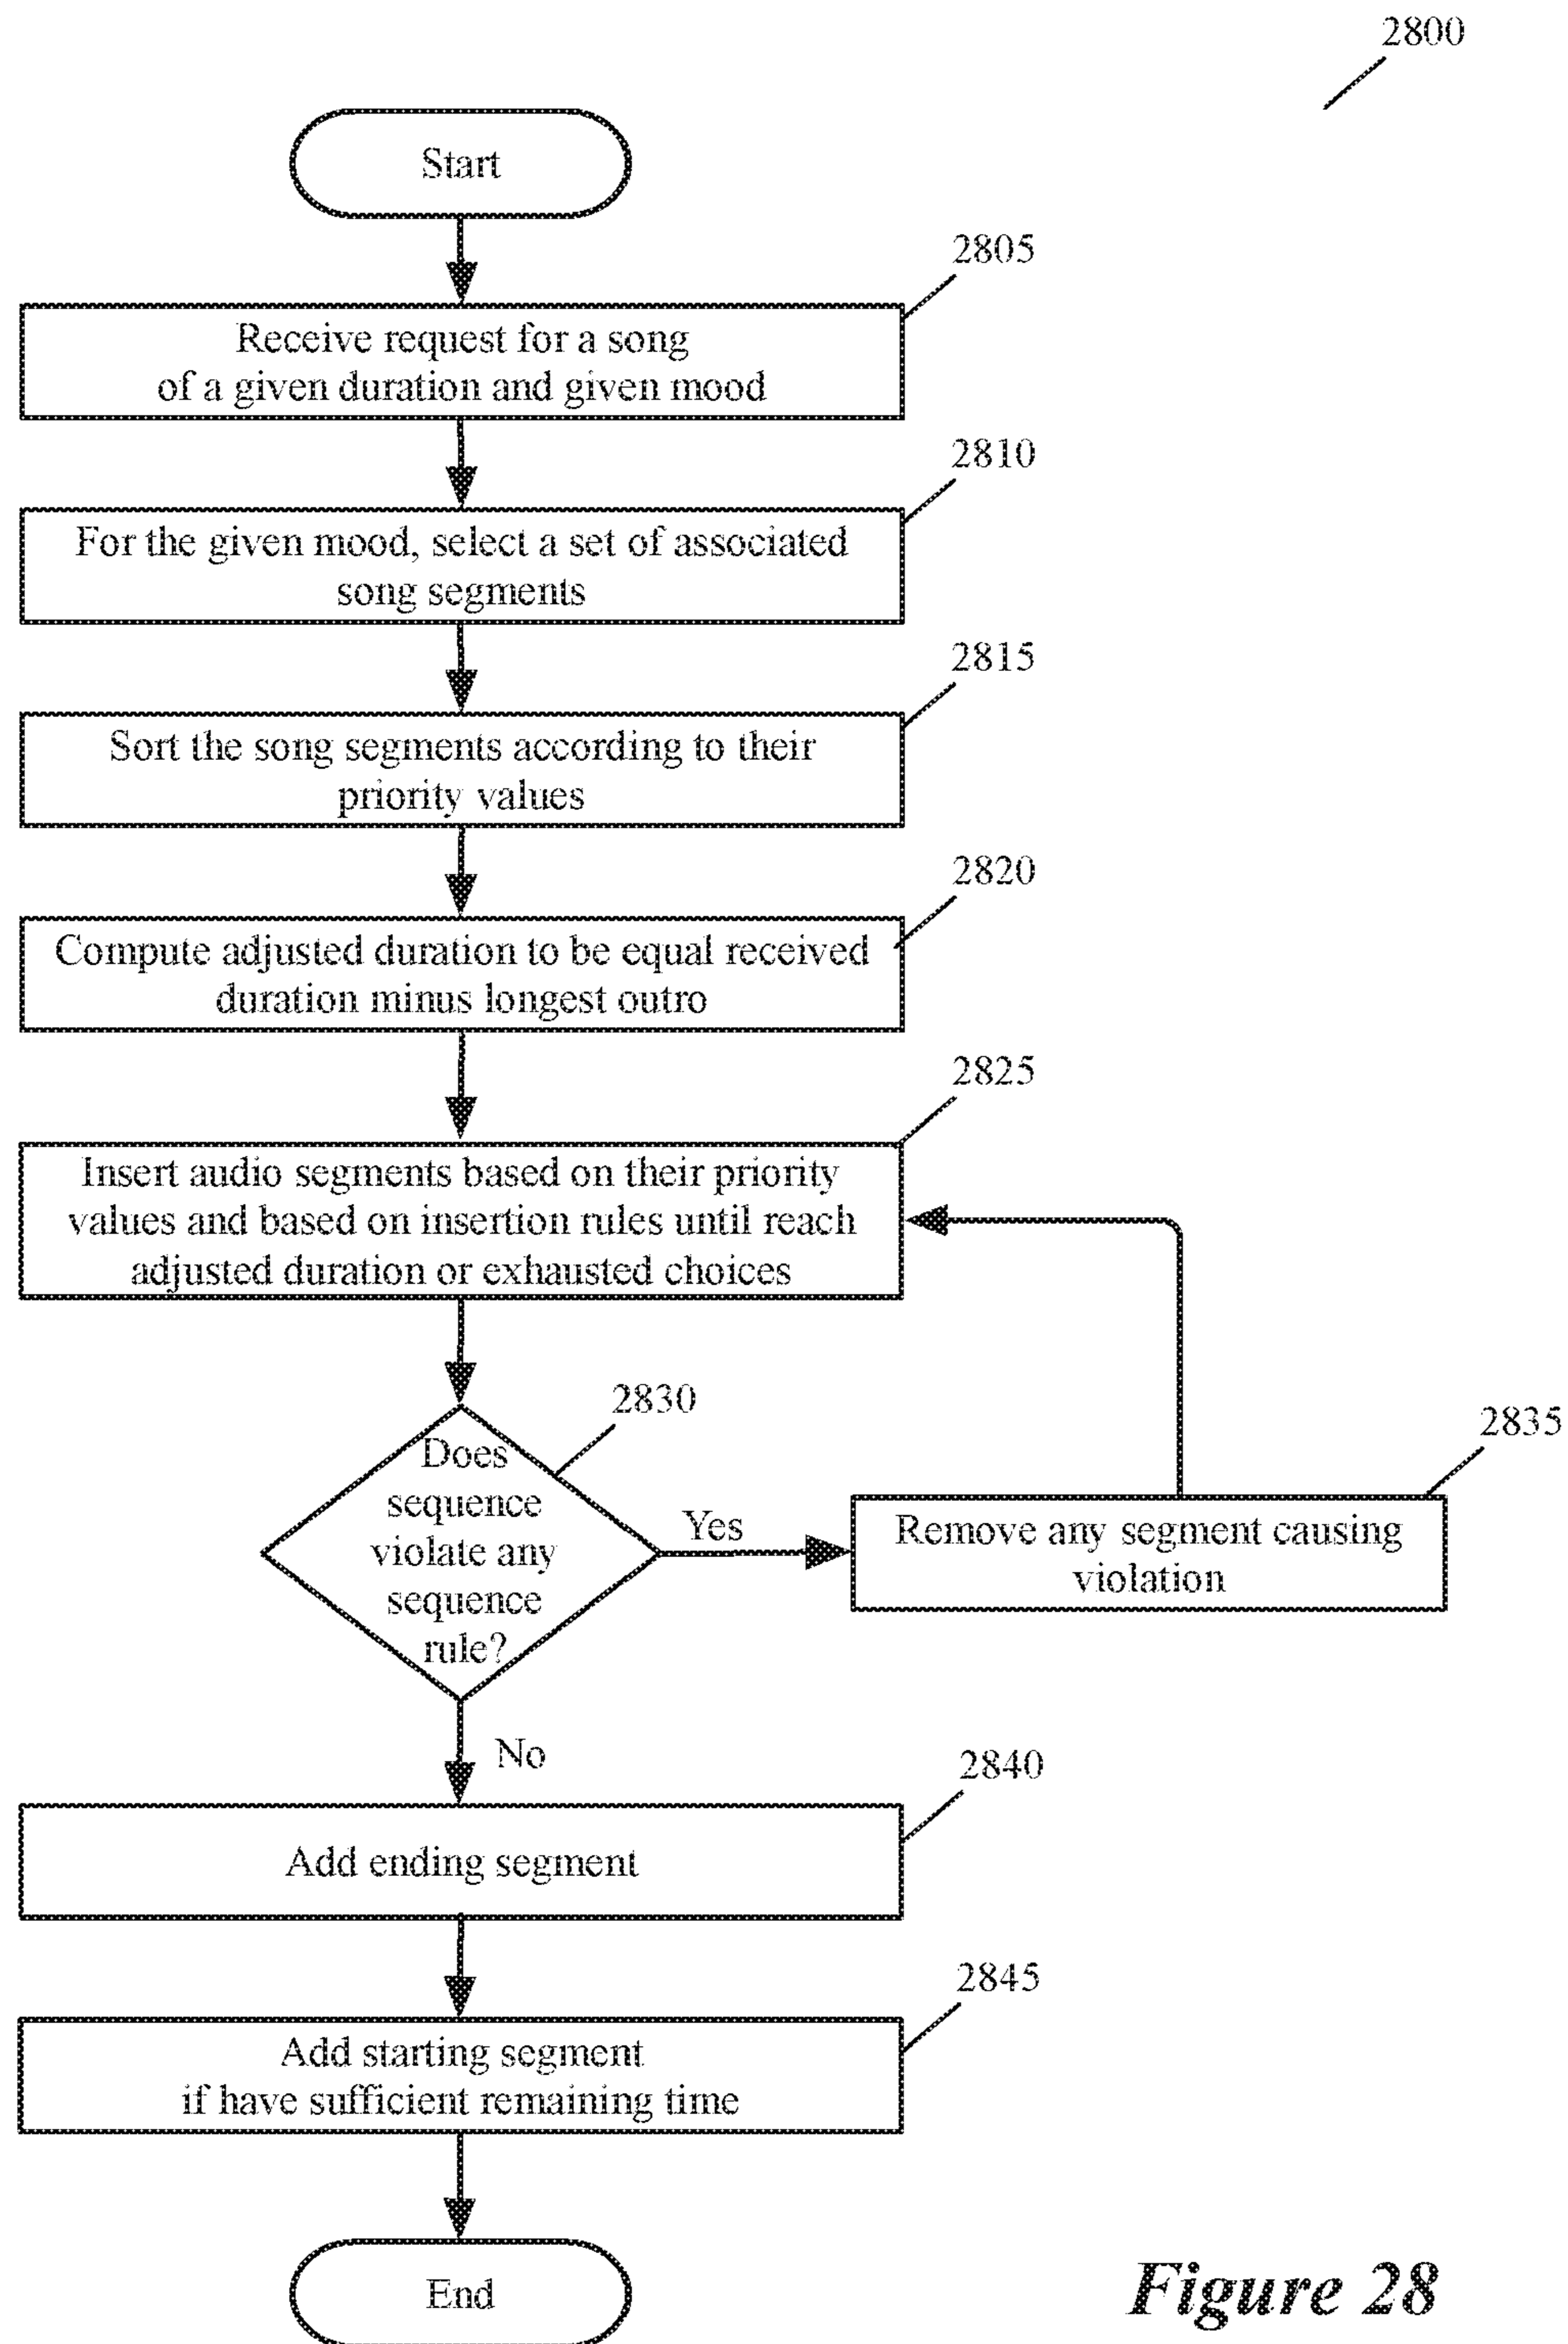 2800
Start
2805
Receive request for a song
of a given duration and given mood
2810
For the given mood, select a set of associated
song segments
2815
Sort the song segments according to their
priority values
2820
Compute adjusted duration to be equal received
duration minus longest outro
2825
Insert audio segments based on their priority
values and based on insertion rules until reach
adjusted duration or exhausted choices
2830
Does
sequence
violate any
sequence
rule?
Yes
2835
Remove any segment causing
violation
No
2840
Add ending segment
2845
Add starting segment
if have sufficient remaining time
End
Figure 28